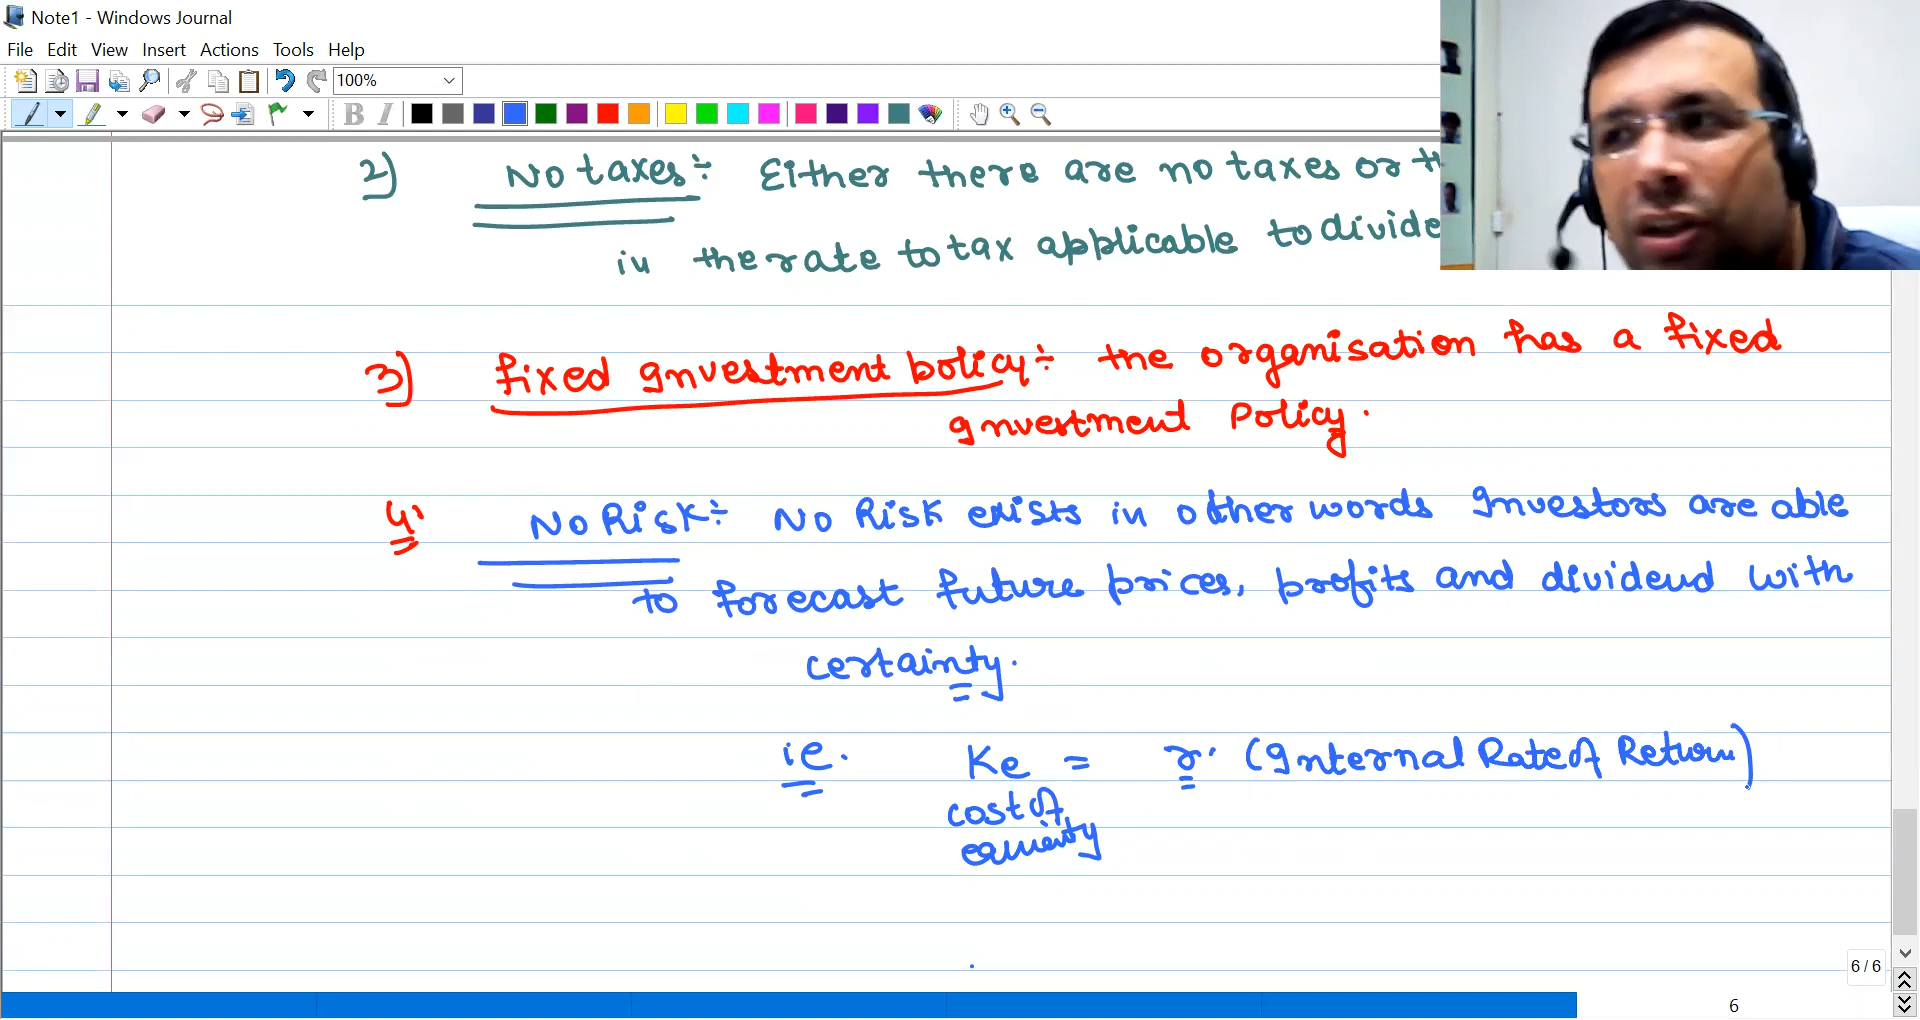 Note1 - Windows Journal
File Edit View Insert Actions Tools Help
100%
B I
2) No taxes:- Either there are no taxes or
in the rate to tax applicable to divide
3) fixed Investment policy:- the organisation has a fixed
Investment Policy.
4. No Risk:- No Risk exists in other words Investors are able
to forecast future prices, profits and dividend with
certainty.
ie. Ke = r. (Internal Rate of Return)
cost of
6 / 6
6